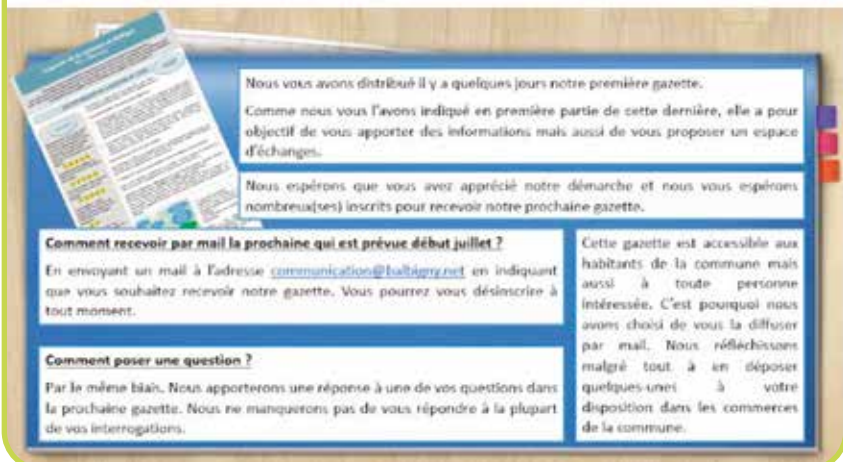 Nous vous avons distribué il y a quelques jours notre première gazette.
Comme nous vous l'avons indiqué en première partie de cette dernière, elle a pour
objectif de vous apporter des informations mais aussi de vous proposer un espace
d'échanges.
Nous espérons que vous avez apprécié notre démarche et nous vous espérons
nombreux(ses) inscrits pour recevoir notre prochaine gazette.
Comment recevoir par mail la prochaine qui est prévue début juillet ?
En envoyant un mail à l'adresse communication@balbigny.net en indiquant
que vous souhaitez recevoir notre gazette. Vous pourrez vous désinscrire à
tout moment.
Comment poser une question ?
Par le même biais. Nous apporterons une réponse à une de vos questions dans
la prochaine gazette. Nous ne manquerons pas de vous répondre à la plupart
de vos interrogations.
Cette gazette est accessible aux
habitants de la commune mais
aussi à toute personne
intéressée. C'est pourquoi nous
avons choisi de vous la diffuser
par mail. Nous réfléchissons
malgré tout à en déposer
quelques-unes à votre
disposition dans les commerces
de la commune.